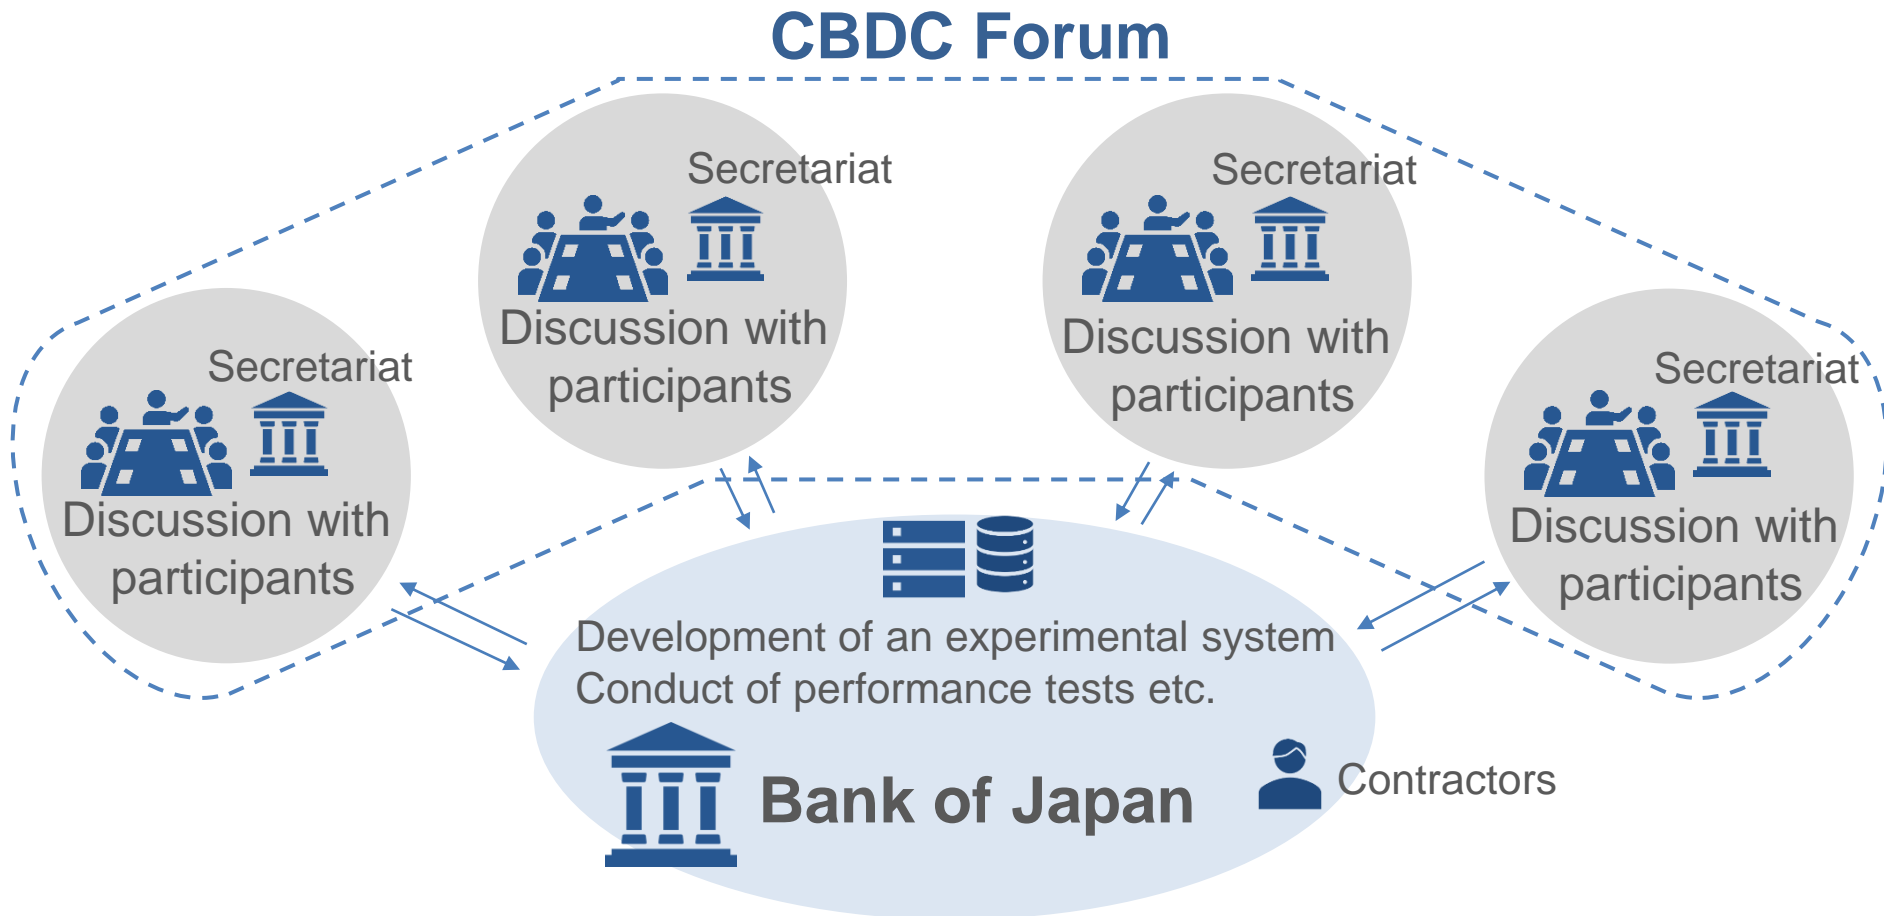 CBDC Forum
Secretariat
Discussion with
participants
Secretariat
Discussion with
participants
Secretariat
Discussion with
participants
Secretariat
Discussion with
participants
Development of an experimental system
Conduct of performance tests etc.
Bank of Japan
Contractors